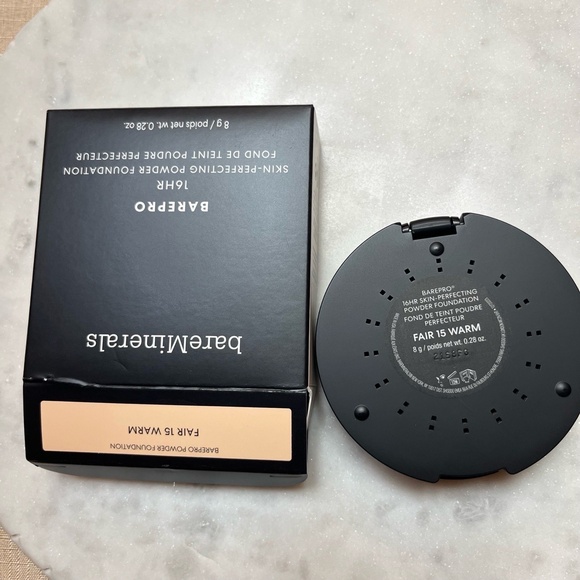 bareMinerals
BAREPRO
16HR
SKIN-PERFECTING POWDER FOUNDATION
FOND DE TEINT POUDRE PERFECTEUR
8 g / poids net wt. 0.28 oz.
BAREPRO POWDER FOUNDATION
FAIR 15 WARM
BAREPRO™
16HR SKIN-PERFECTING
POWDER FOUNDATION
FOND DE TEINT POUDRE
PERFECTEUR
FAIR 15 WARM
8 g / poids net wt. 0.28 oz.